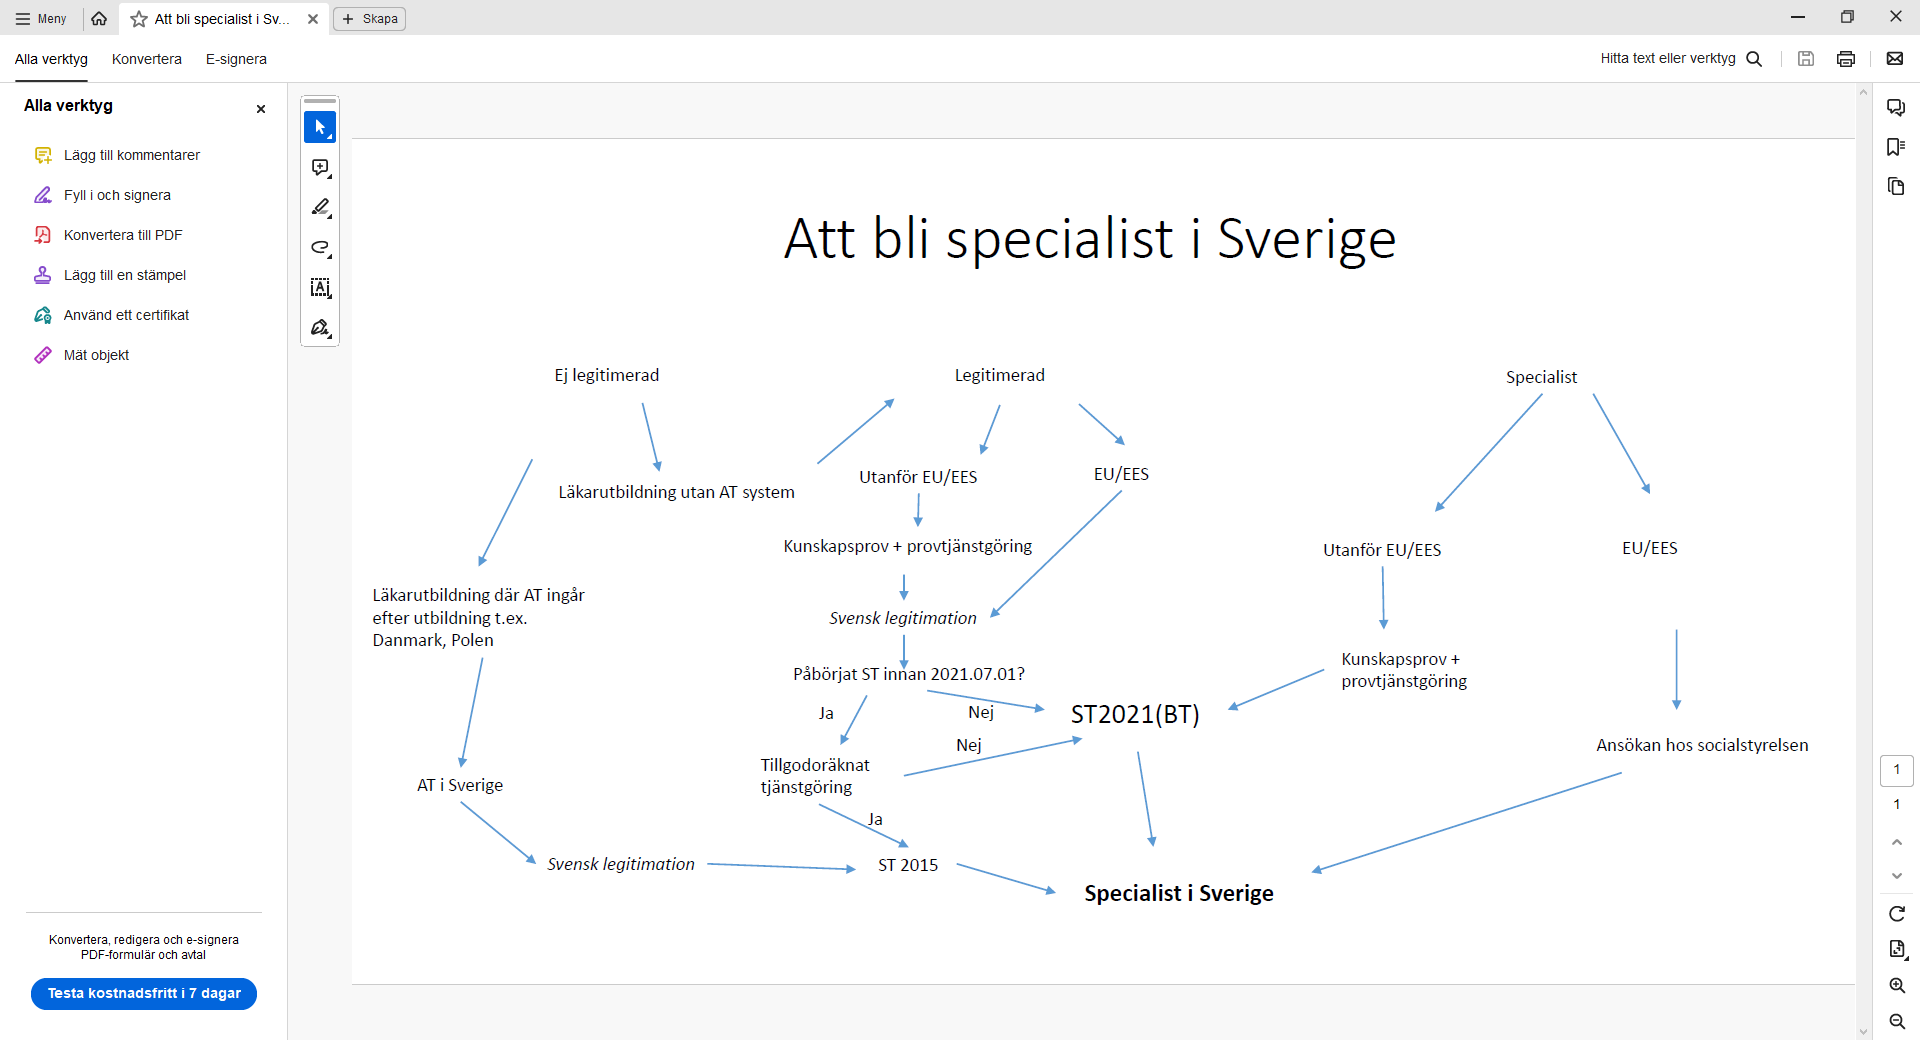 Meny
Att bli specialist i Sv...
Skapa
Alla verktyg
Konvertera
E-signera
Hitta text eller verktyg
Alla verktyg
Lägg till kommentarer
Fyll i och signera
Konvertera till PDF
Lägg till en stämpel
Använd ett certifikat
Mät objekt
Konvertera, redigera och e-signera
PDF-formulär och avtal
Testa kostnadsfritt i 7 dagar
Att bli specialist i Sverige
Ej legitimerad
Legitimerad
Specialist
Läkarutbildning utan AT system
Utanför EU/EES
EU/EES
Kunskapsprov + provtjänstgöring
Utanför EU/EES
EU/EES
Läkarutbildning där AT ingår
efter utbildning t.ex.
Danmark, Polen
Svensk legitimation
Påbörjat ST innan 2021.07.01?
Kunskapsprov +
provtjänstgöring
Ja
Nej
ST2021(BT)
Nej
Ansökan hos socialstyrelsen
Tillgodoräknat
tjänstgöring
AT i Sverige
Ja
Svensk legitimation
ST 2015
Specialist i Sverige
1
1